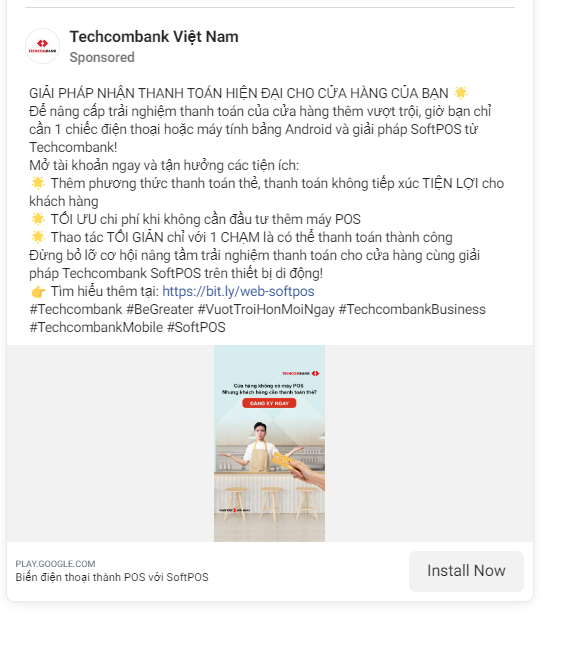 Techcombank Việt Nam
Sponsored
TECHCOMBANK
GIẢI PHÁP NHẬN THANH TOÁN HIỆN ĐẠI CHO CỬA HÀNG CỦA BẠN 🌟
Để nâng cấp trải nghiệm thanh toán của cửa hàng thêm vượt trội, giờ bạn chỉ
cần 1 chiếc điện thoại hoặc máy tính bảng Android và giải pháp SoftPOS từ
Techcombank!
Mở tài khoản ngay và tận hưởng các tiện ích:
🌟 Thêm phương thức thanh toán thẻ, thanh toán không tiếp xúc TIỆN LỢI cho
khách hàng
🌟 TỐI ƯU chi phí khi không cần đầu tư thêm máy POS
🌟 Thao tác TỐI GIẢN chỉ với 1 CHẠM là có thể thanh toán thành công
Đừng bỏ lỡ cơ hội nâng tầm trải nghiệm thanh toán cho cửa hàng cùng giải
pháp Techcombank SoftPOS trên thiết bị di động!
👉 Tìm hiểu thêm tại: https://bit.ly/web-softpos
#Techcombank #BeGreater #VuotTroiHonMoiNgay #TechcombankBusiness
#TechcombankMobile #SoftPOS
TECHCOMBANK
Cửa hàng không có máy POS
Nhưng khách hàng cần thanh toán thẻ?
ĐĂNG KÝ NGAY
PLAY.GOOGLE.COM
Biến điện thoại thành POS với SoftPOS
Install Now